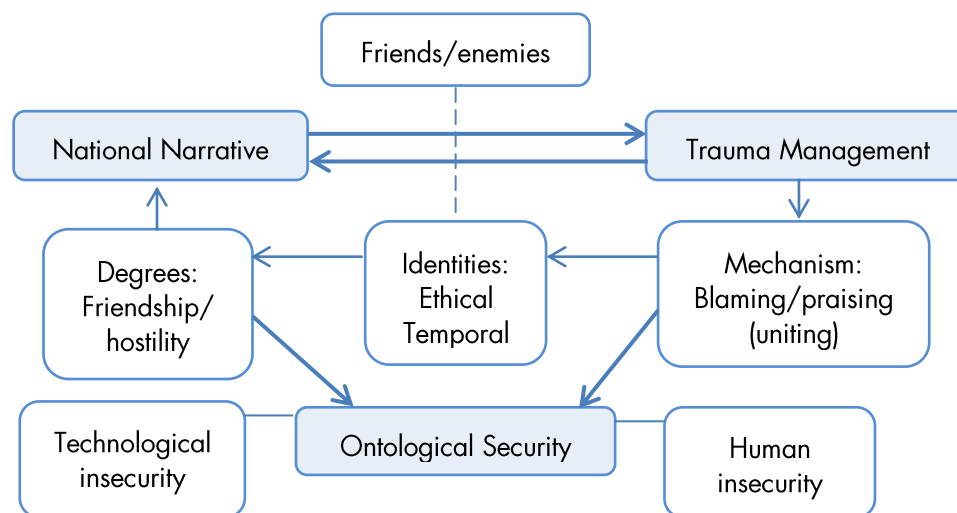 Friends/enemies
National Narrative
Trauma Management
Degrees:
Friendship/
hostility
Identities:
Ethical
Temporal
Mechanism:
Blaming/praising
(uniting)
Technological
insecurity
Ontological Security
Human
insecurity